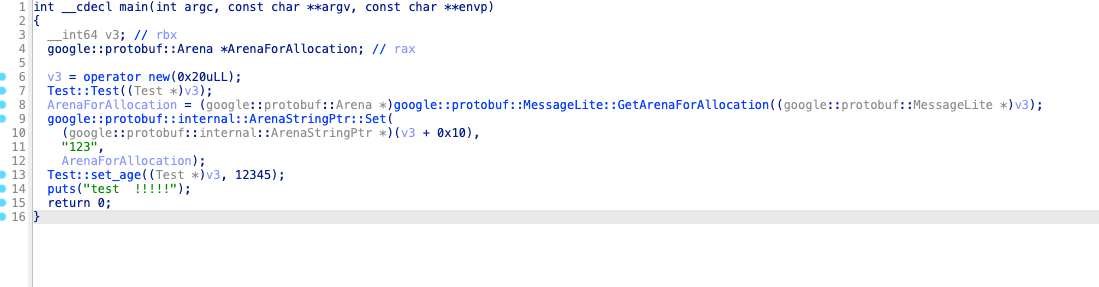 1 int __cdecl main(int argc, const char **argv, const char **envp)
2 {
3   __int64 v3; // rbx
4   google::protobuf::Arena *ArenaForAllocation; // rax
5
6   v3 = operator new(0x20uLL);
7   Test::Test((Test *)v3);
8   ArenaForAllocation = (google::protobuf::Arena *)google::protobuf::MessageLite::GetArenaForAllocation((google::protobuf::MessageLite *)v3);
9   google::protobuf::internal::ArenaStringPtr::Set(
10     (google::protobuf::internal::ArenaStringPtr *)(v3 + 0x10),
11     "123",
12     ArenaForAllocation);
13   Test::set_age((Test *)v3, 12345);
14   puts("test  !!!!!");
15   return 0;
16 }